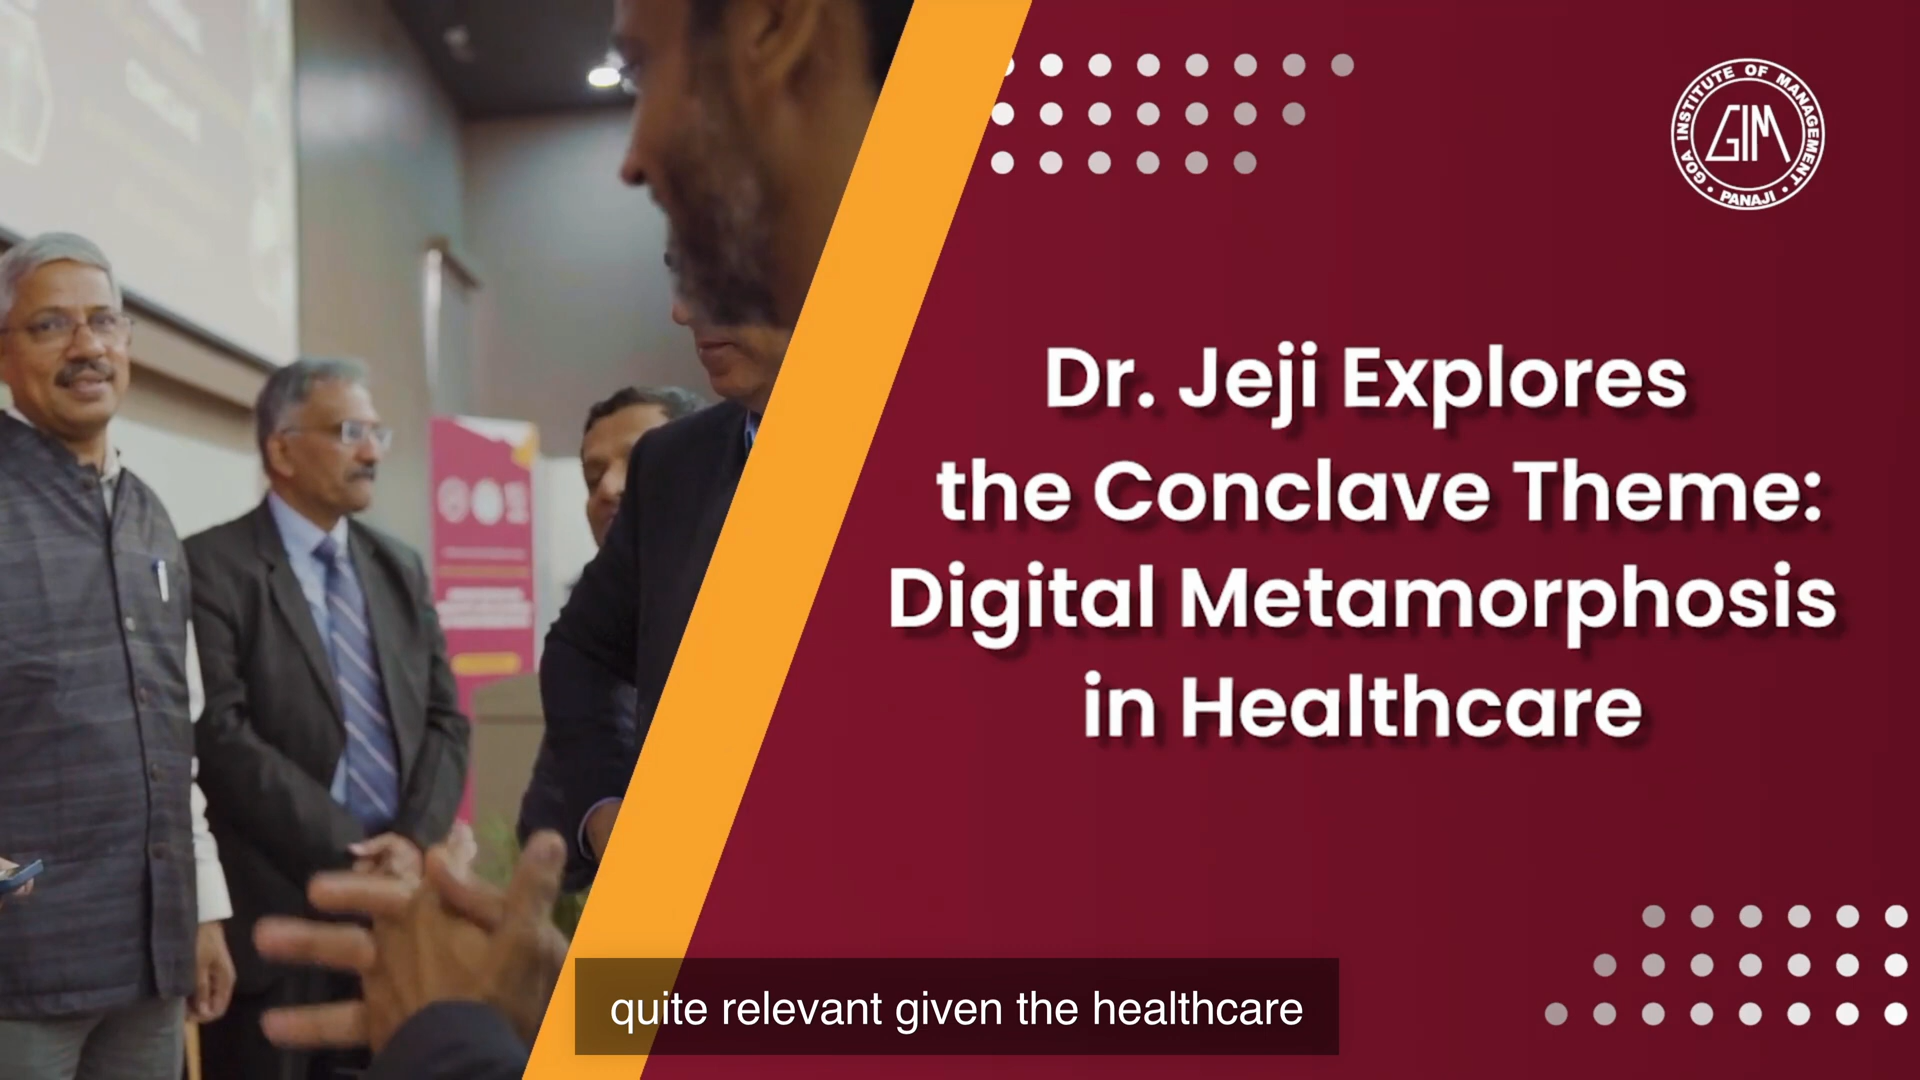 GOA INSTITUTE OF MANAGEMENT
GIM
PANAJI
Dr. Jeji Explores
the Conclave Theme:
Digital Metamorphosis
in Healthcare
quite relevant given the healthcare